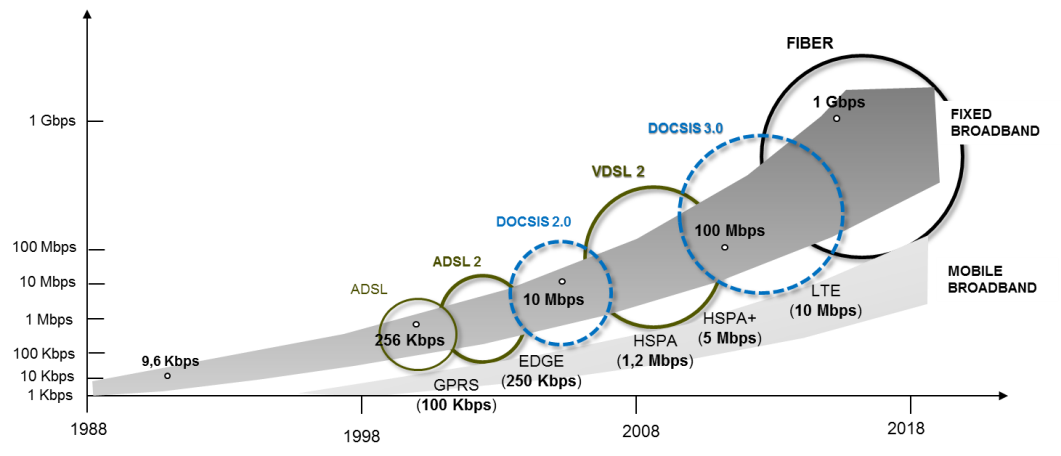 FIBER
1 Gbps
1 Gbps
FIXED
BROADBAND
DOCSIS 3.0
VDSL 2
DOCSIS 2.0
100 Mbps
100 Mbps
ADSL 2
MOBILE
BROADBAND
10 Mbps
ADSL
LTE
10 Mbps
(10 Mbps)
1 Mbps
HSPA+
(5 Mbps)
256 Kbps
HSPA
(1,2 Mbps)
100 Kbps
9,6 Kbps
EDGE
(250 Kbps)
10 Kbps
GPRS
(100 Kbps)
1 Kbps
1988
1998
2008
2018